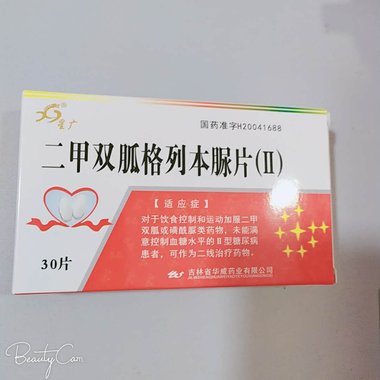 星广
国药准字H20041688
二甲双胍格列本脲片(II)
【适应症】
对于饮食控制和运动加服二甲
双胍或磺酰脲类药物,未能满
意控制血糖水平的II型糖尿病
患者,可作为二线治疗药物。
30片
吉林省华威药业有限公司
BeautyCam